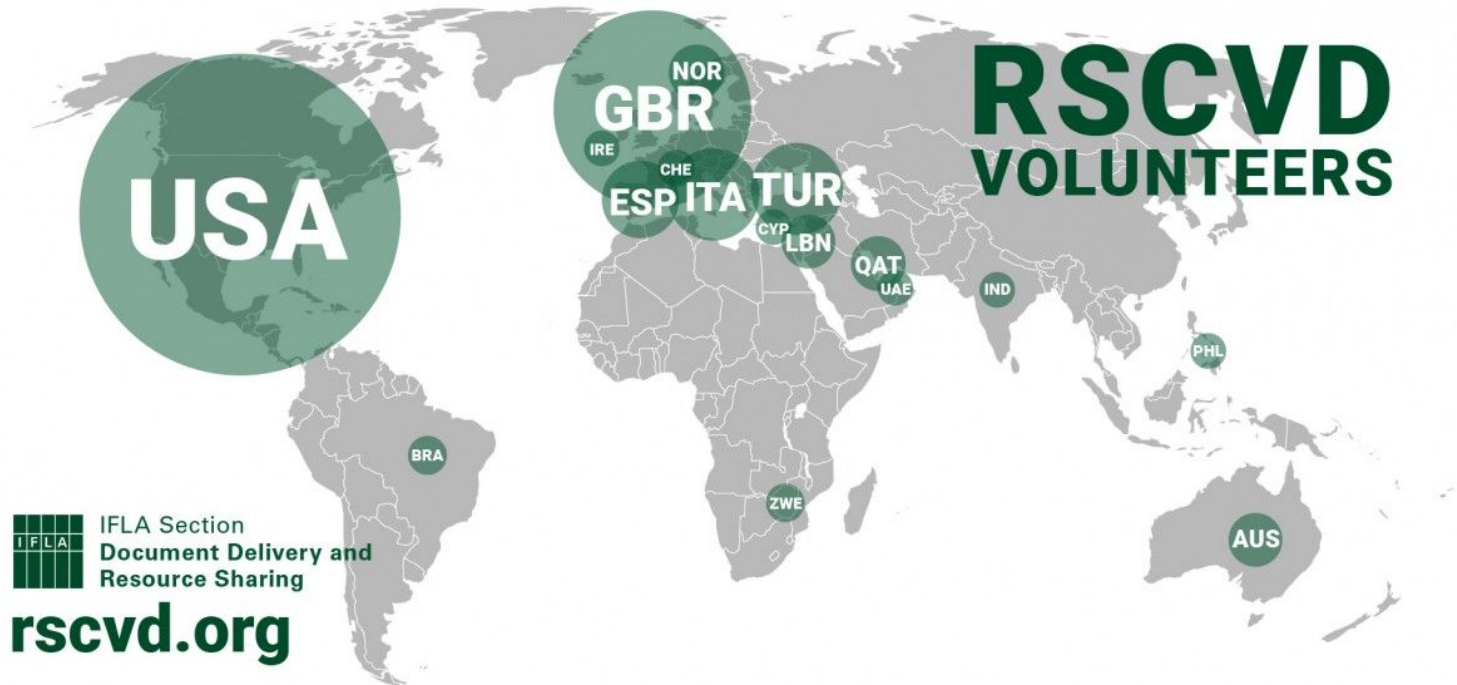 RSCVD
VOLUNTEERS
USA
GBR
NOR
IRE
CHE
ESP
ITA
TUR
CYP
LBN
QAT
UAE
IND
PHL
BRA
ZWE
AUS
IFLA
IFLA Section
Document Delivery and
Resource Sharing
rscvd.org